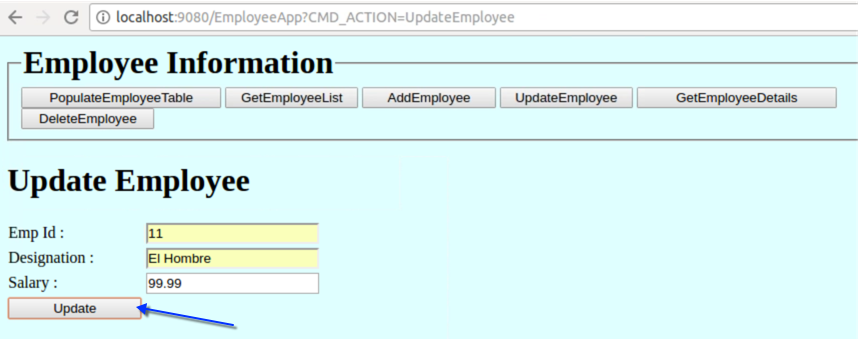 localhost:9080/EmployeeApp?CMD_ACTION=UpdateEmployee
Employee Information
PopulateEmployeeTable GetEmployeeList AddEmployee UpdateEmployee GetEmployeeDetails
DeleteEmployee
Update Employee
Emp Id : 11
Designation : El Hombre
Salary : 99.99
Update